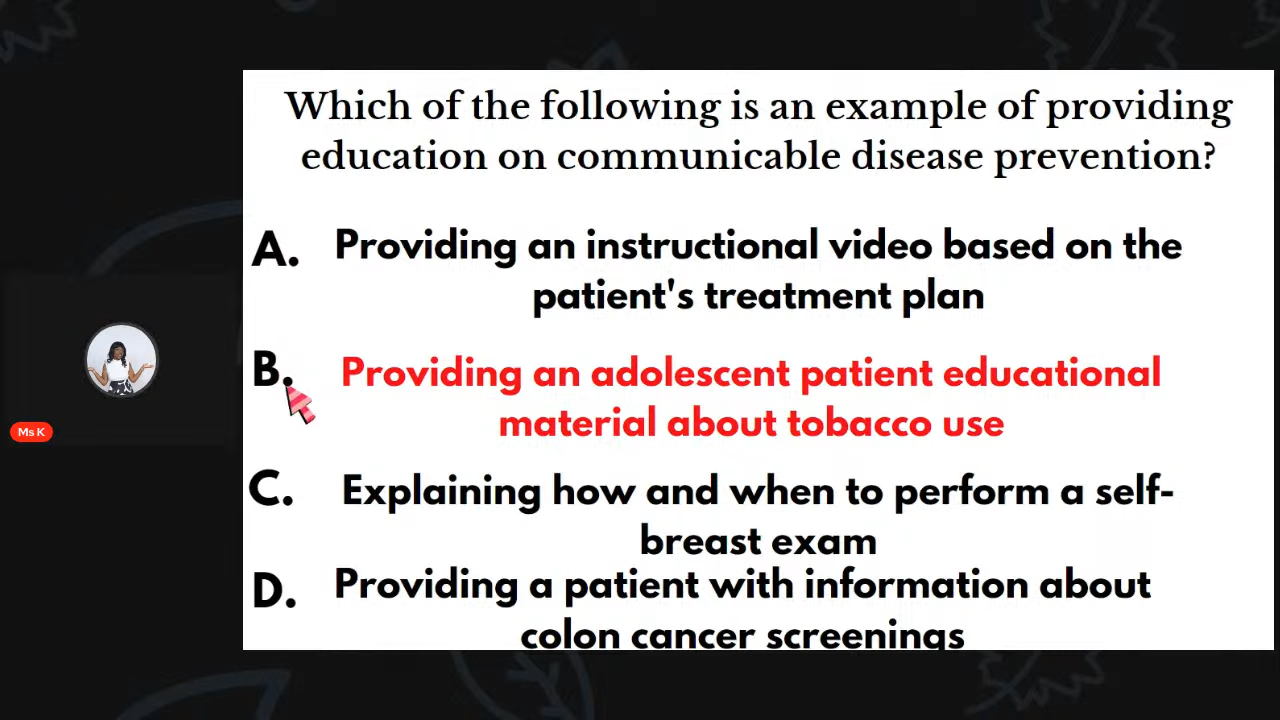 Which of the following is an example of providing
education on communicable disease prevention?
A. Providing an instructional video based on the
patient's treatment plan
B. Providing an adolescent patient educational
material about tobacco use
C. Explaining how and when to perform a self-
breast exam
D. Providing a patient with information about
colon cancer screenings
Ms K